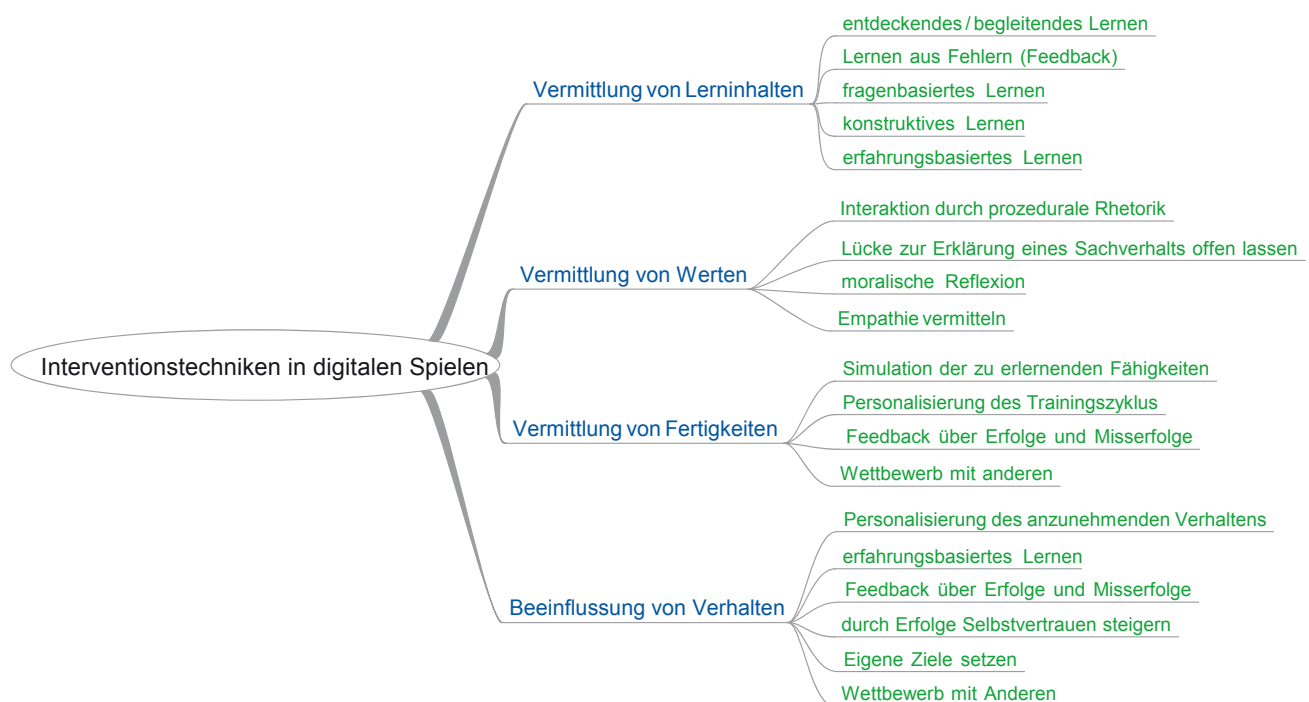 Interventionstechniken in digitalen Spielen
Vermittlung von Lerninhalten
entdeckendes / begleitendes Lernen
Lernen aus Fehlern (Feedback)
fragenbasiertes Lernen
konstruktives Lernen
erfahrungsbasiertes Lernen
Vermittlung von Werten
Interaktion durch prozedurale Rhetorik
Lücke zur Erklärung eines Sachverhalts offen lassen
moralische Reflexion
Empathie vermitteln
Vermittlung von Fertigkeiten
Simulation der zu erlernenden Fähigkeiten
Personalisierung des Trainingszyklus
Feedback über Erfolge und Misserfolge
Wettbewerb mit anderen
Beeinflussung von Verhalten
Personalisierung des anzunehmenden Verhaltens
erfahrungsbasiertes Lernen
Feedback über Erfolge und Misserfolge
durch Erfolge Selbstvertrauen steigern
Eigene Ziele setzen
Wettbewerb mit Anderen